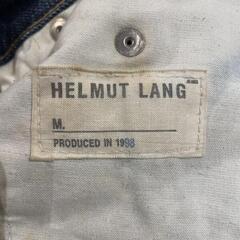 HELMUT LANG
M.
PRODUCED IN 1998